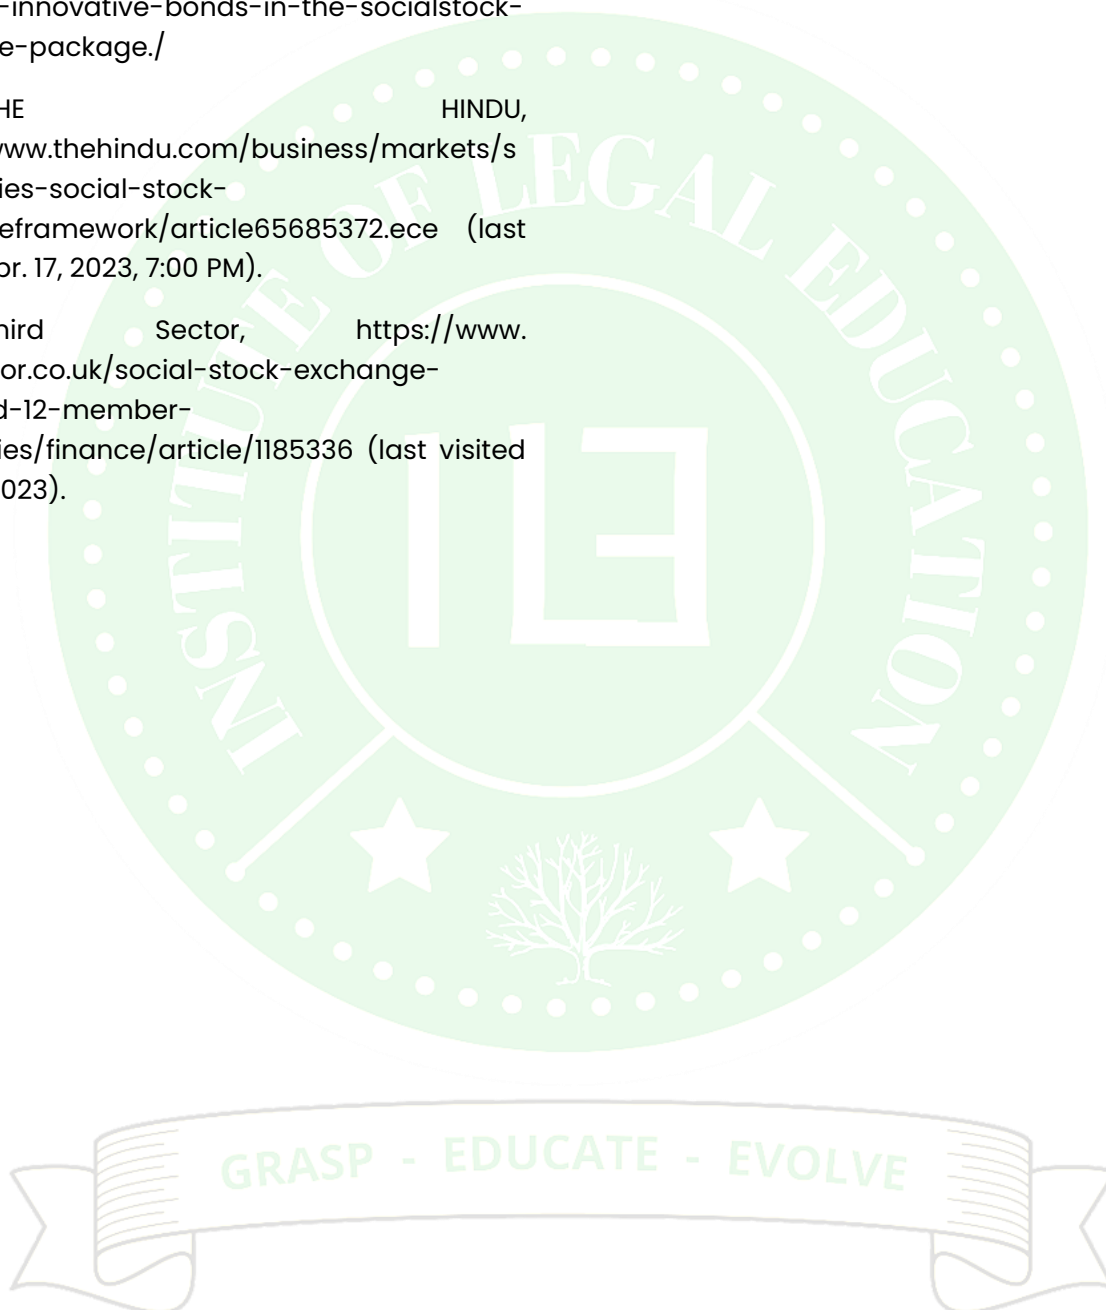 -innovative-bonds-in-the-socialstock-
e-package./
HE HINDU,
www.thehindu.com/business/markets/s
ies-social-stock-
eframework/article65685372.ece (last
pr. 17, 2023, 7:00 PM).
hird Sector, https://www.
or.co.uk/social-stock-exchange-
d-12-member-
ies/finance/article/1185336 (last visited
023).
INSTITUTE OF LEGAL EDUCATION
GRASP - EDUCATE - EVOLVE